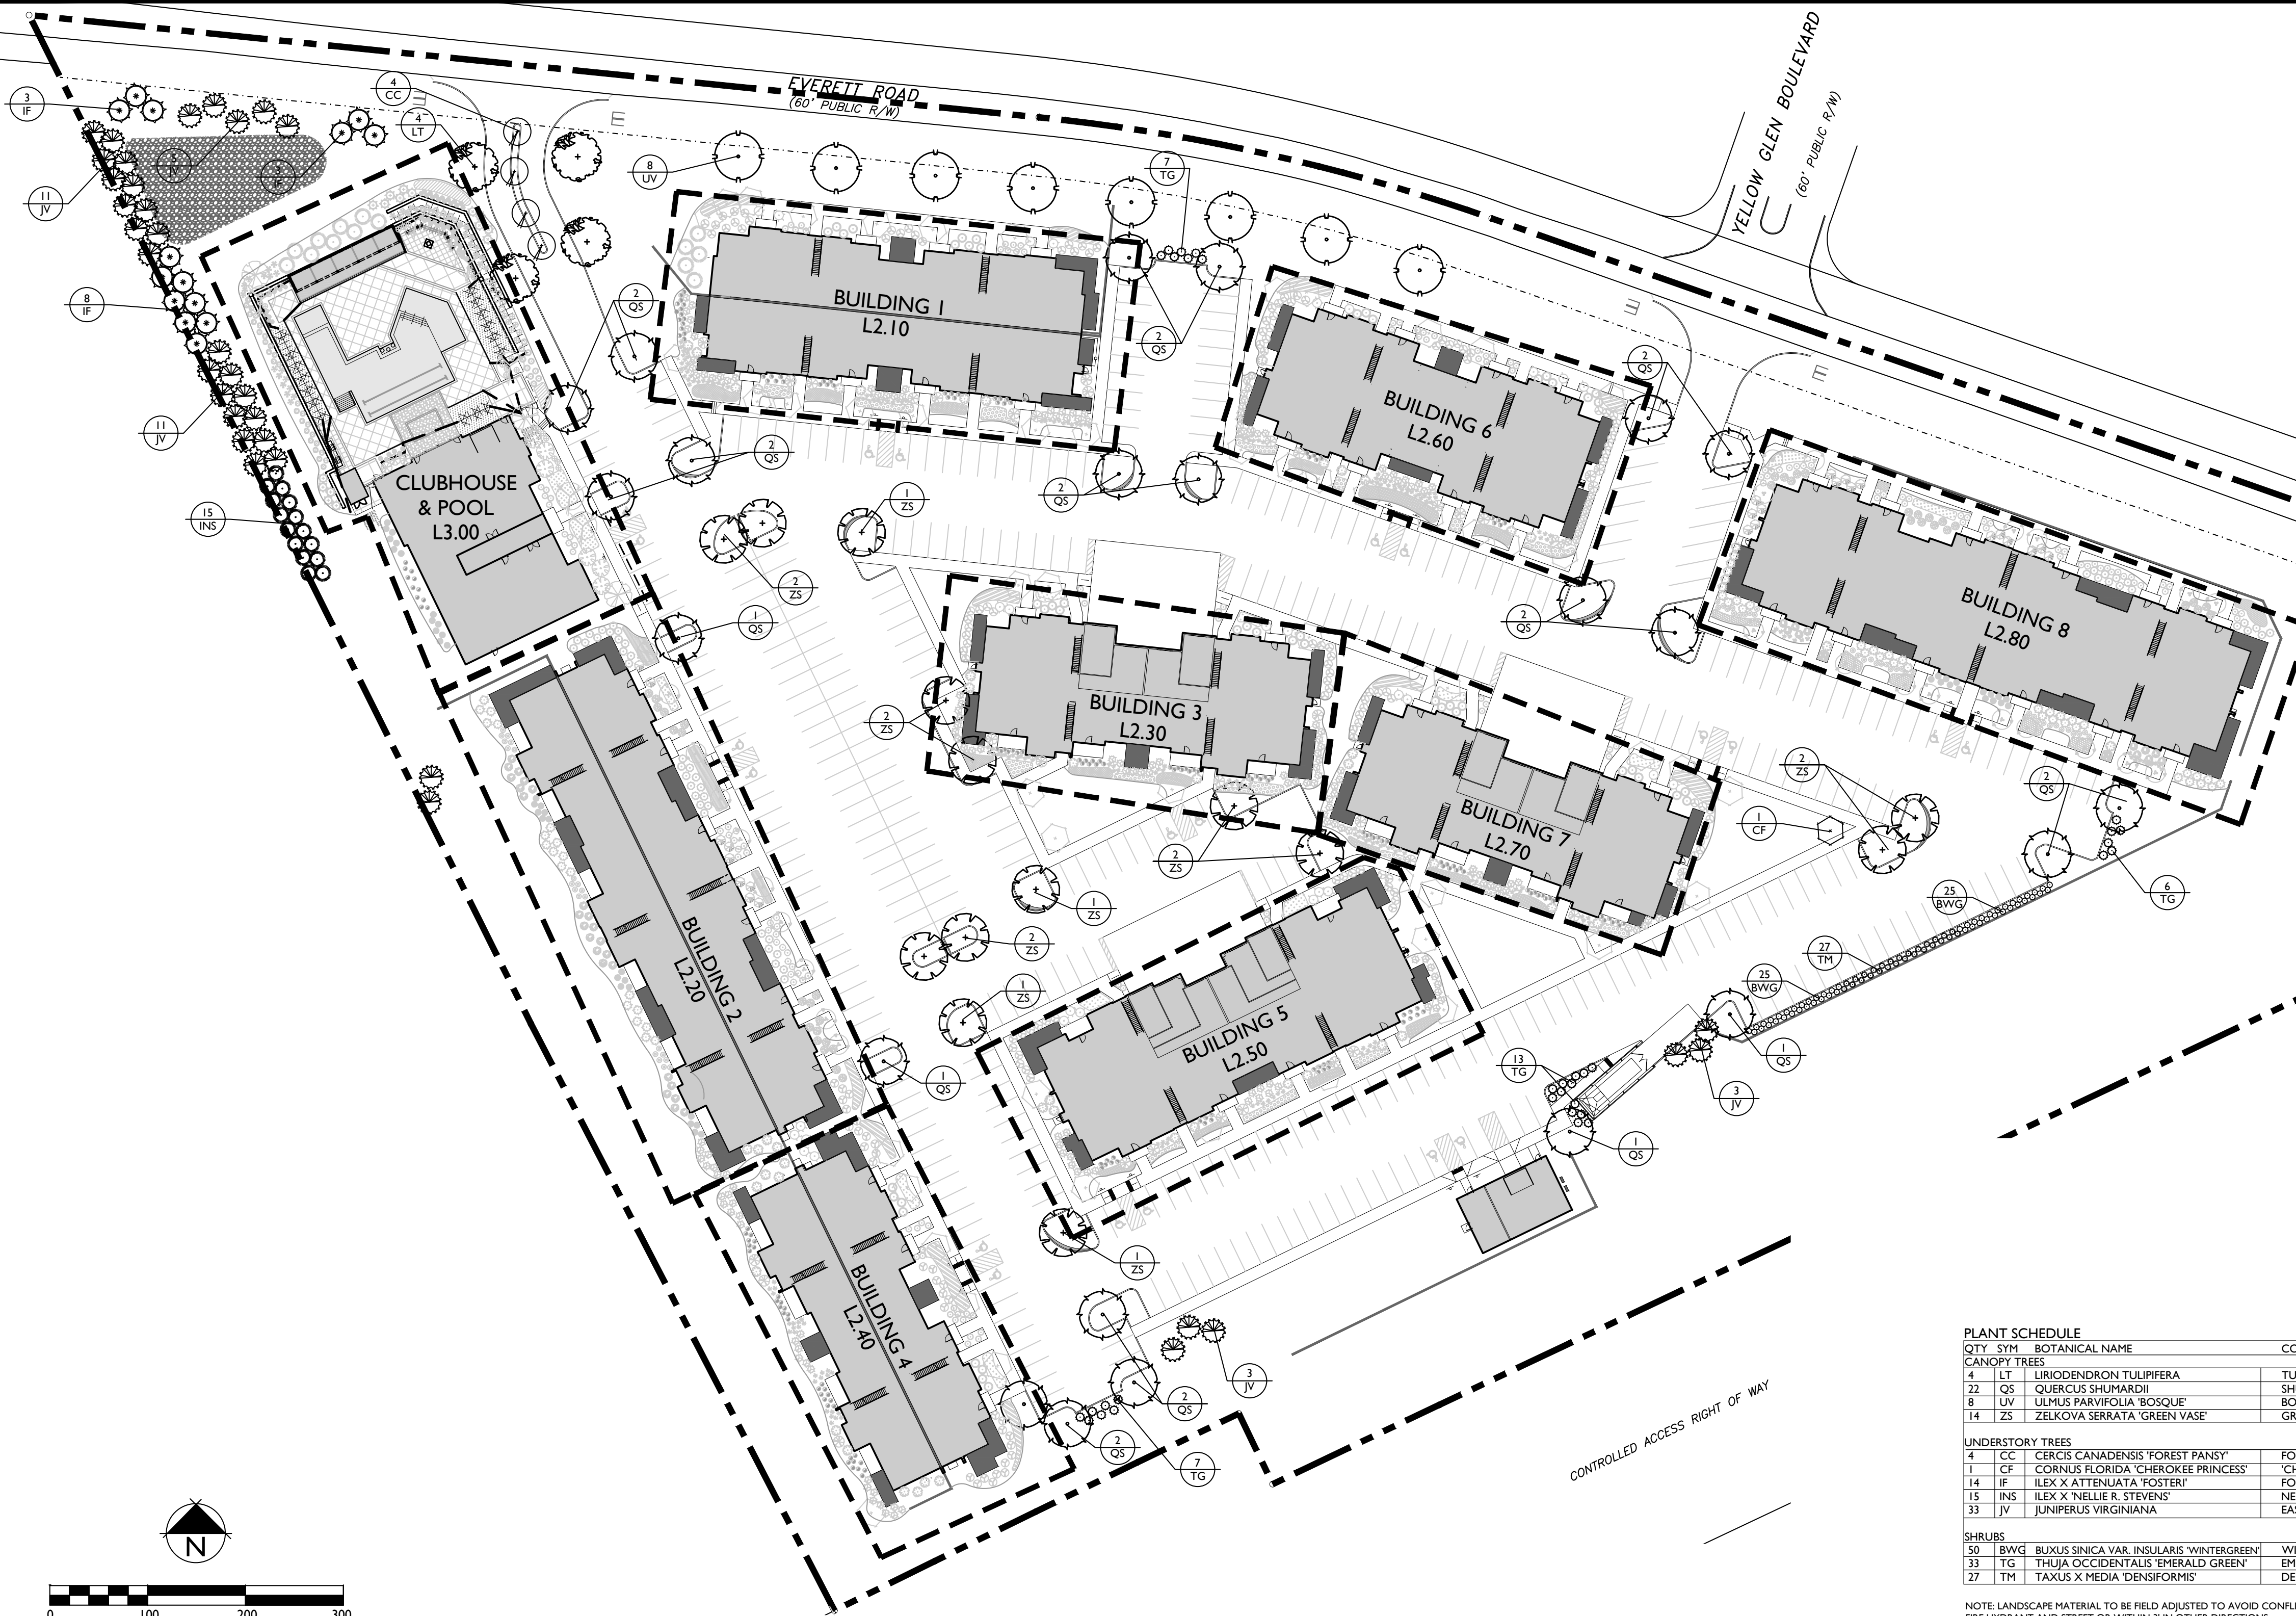 EVERETT ROAD
(60' PUBLIC R/W)
YELLOW GLEN BOULEVARD
(60' PUBLIC R/W)
3
IF
4
CC
4
LT
5
JV
3
IF
11
JV
8
IF
11
JV
15
INS
8
UV
7
TG
2
QS
2
QS
2
QS
2
QS
2
QS
1
ZS
2
ZS
1
QS
2
QS
2
ZS
2
ZS
1
ZS
2
ZS
1
ZS
1
QS
2
ZS
1
CF
2
QS
6
TG
25
BWG
27
TM
25
BWG
1
QS
3
JV
13
TG
1
QS
1
ZS
3
JV
2
QS
2
QS
7
TG
BUILDING 1
L2.10
BUILDING 6
L2.60
BUILDING 8
L2.80
CLUBHOUSE
& POOL
L3.00
BUILDING 3
L2.30
BUILDING 7
L2.70
BUILDING 2
L2.20
BUILDING 5
L2.50
BUILDING 4
L2.40
CONTROLLED ACCESS RIGHT OF WAY
N
0 100 200 300
PLANT SCHEDULE
QTY SYM BOTANICAL NAME
CANOPY TREES
4 LT LIRIODENDRON TULIPIFERA
22 QS QUERCUS SHUMARDII
8 UV ULMUS PARVIFOLIA 'BOSQUE'
14 ZS ZELKOVA SERRATA 'GREEN VASE'
UNDERSTORY TREES
4 CC CERCIS CANADENSIS 'FOREST PANSY'
1 CF CORNUS FLORIDA 'CHEROKEE PRINCESS'
14 IF ILEX X ATTENUATA 'FOSTERI'
15 INS ILEX X 'NELLIE R. STEVENS'
33 JV JUNIPERUS VIRGINIANA
SHRUBS
50 BWG BUXUS SINICA VAR. INSULARIS 'WINTERGREEN'
33 TG THUJA OCCIDENTALIS 'EMERALD GREEN'
27 TM TAXUS X MEDIA 'DENSIFORMIS'
NOTE: LANDSCAPE MATERIAL TO BE FIELD ADJUSTED TO AVOID